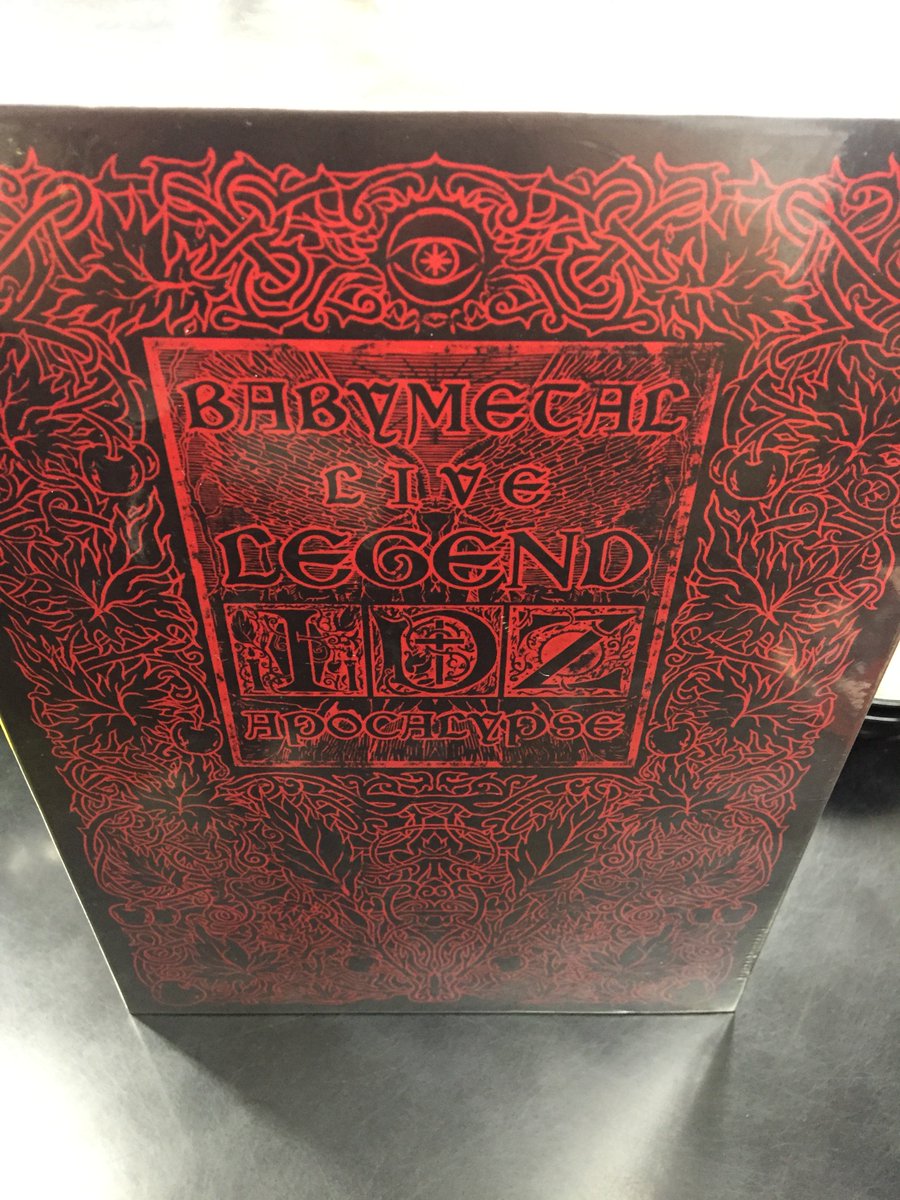 BABYMETAL
LIVE
LEGEND
I D Z
APOCALYPSE